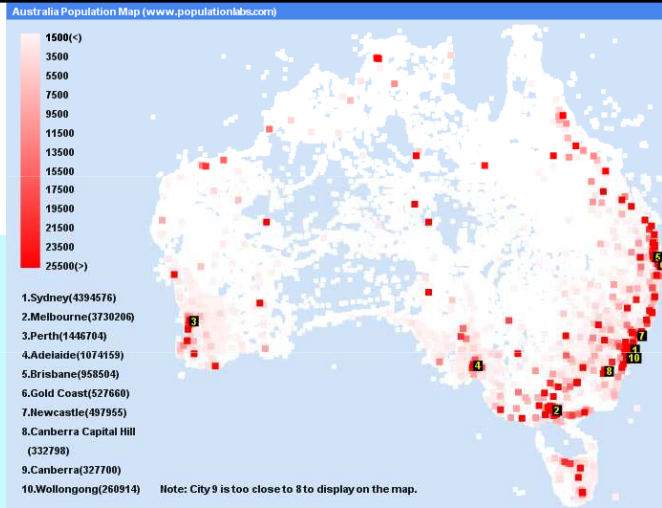 Australia Population Map (www.populationlabs.com)
1500(<)
3500
5500
7500
9500
11500
13500
15500
17500
19500
21500
23500
25500(>)
1.Sydney(4394576)
2.Melbourne(3730206)
3.Perth(1446704)
4.Adelaide(1074159)
5.Brisbane(958504)
6.Gold Coast(527660)
7.Newcastle(497955)
8.Canberra Capital Hill
(332798)
9.Canberra(327700)
10.Wollongong(260914)
Note: City 9 is too close to 8 to display on the map.
5
3
7
1
10
4
8
2